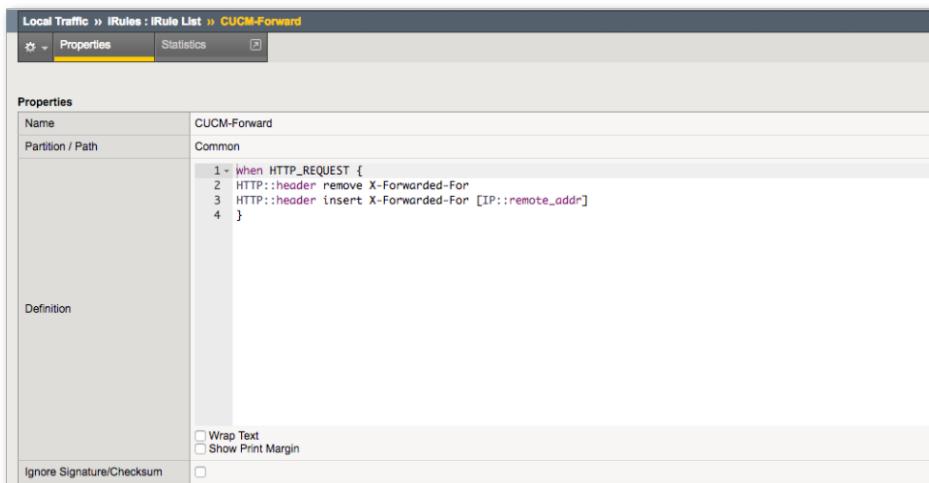 Local Traffic » iRules : iRule List » CUCM-Forward
Properties
Statistics
Properties
Name CUCM-Forward
Partition / Path Common
Definition
1 when HTTP_REQUEST {
2 HTTP::header remove X-Forwarded-For
3 HTTP::header insert X-Forwarded-For [IP::remote_addr]
4 }
Wrap Text
Show Print Margin
Ignore Signature/Checksum